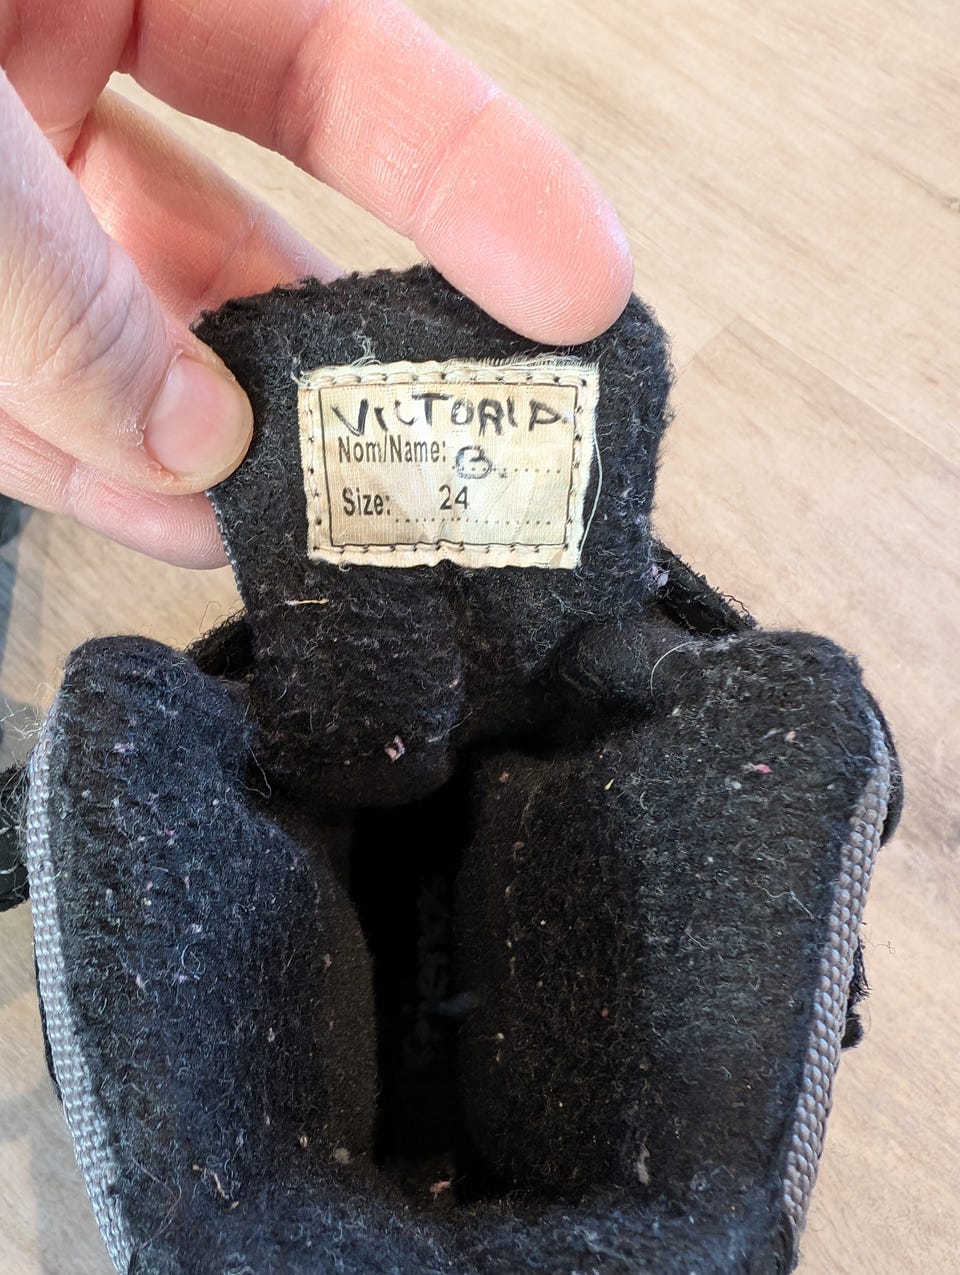 VICTORIA
Nom/Name: B.
Size: 24